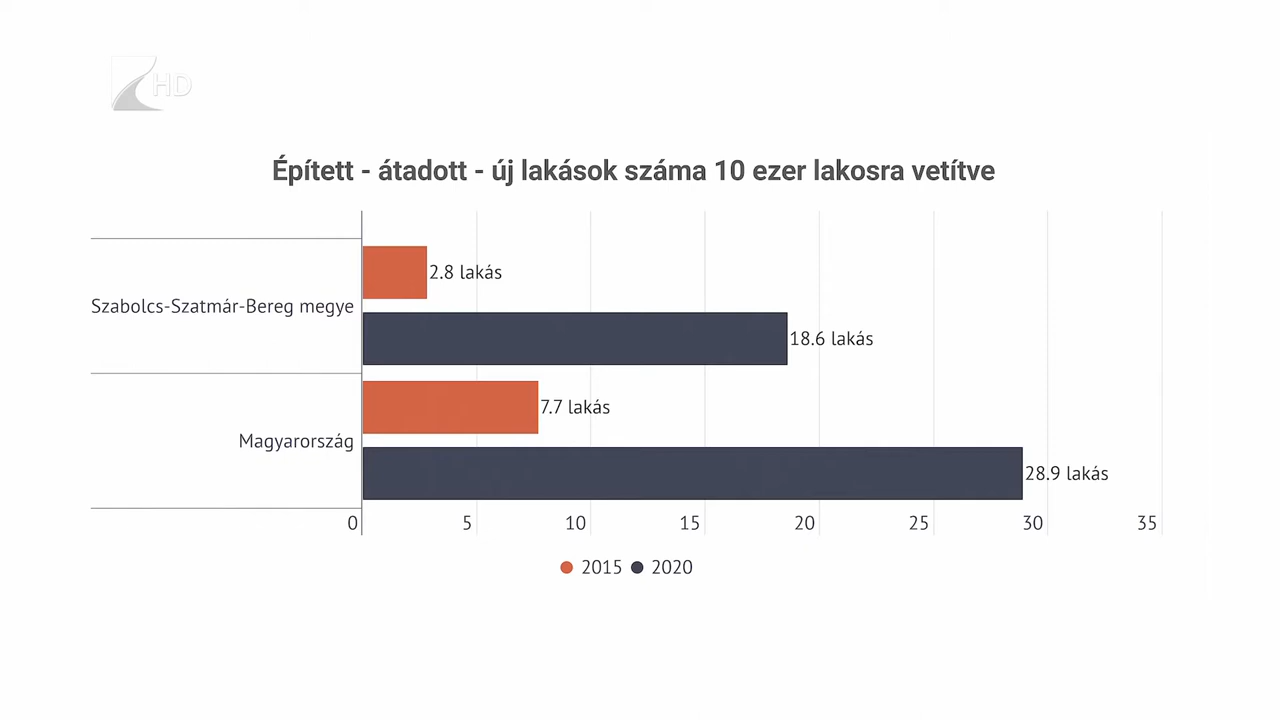 HD
Épített - átadott - új lakások száma 10 ezer lakosra vetítve
2.8 lakás
Szabolcs-Szatmár-Bereg megye
18.6 lakás
7.7 lakás
Magyarország
28.9 lakás
0 5 10 15 20 25 30 35
2015 2020